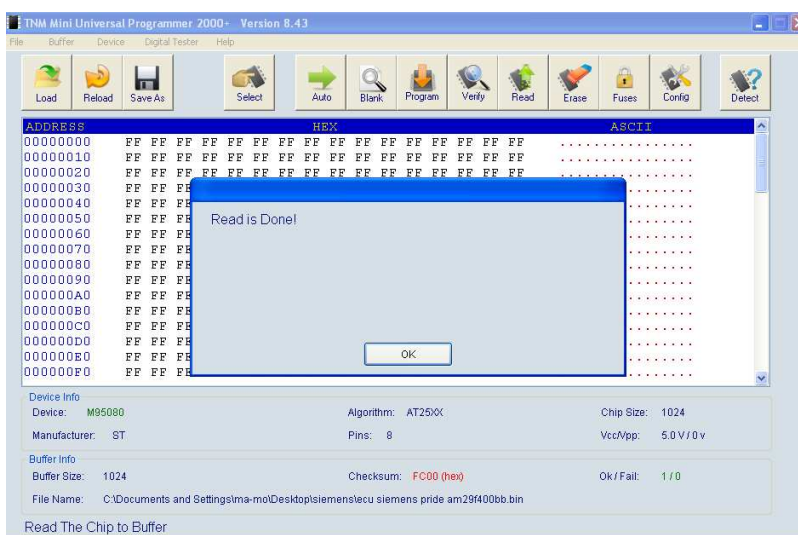 TNM Mini Universal Programmer 2000+ Version 8.43
File Buffer Device Digital Tester Help
Load Reload Save As Select Auto Blank Program Verify Read Erase Fuses Config Detect
ADDRESS HEX ASCII
00000000 FF FF FF FF FF FF FF FF FF FF FF FF FF FF FF FF ................
00000010 FF FF FF FF FF FF FF FF FF FF FF FF FF FF FF FF ................
00000020 FF FF FF FF FF FF FF FF FF FF FF FF FF FF FF FF ................
00000030 FF FF
00000040 FF FF
00000050 FF FF
Read is Done!
00000060 FF FF
00000070 FF FF
00000080 FF FF
00000090 FF FF
000000A0 FF FF
000000B0 FF FF
000000C0 FF FF
000000D0 FF FF
000000E0 FF FF
OK
000000F0 FF FF
Device Info
Device: M95080 Algorithm: AT25XX Chip Size: 1024
Manufacturer: ST Pins: 8 Vcc/Vpp: 5.0 V / 0 v
Buffer Info
Buffer Size: 1024 Checksum: FC00 (hex) Ok / Fail: 1 / 0
File Name: C:\Documents and Settings\ma-mo\Desktop\siemens\ecu siemens pride am29f400bb.bin
Read The Chip to Buffer